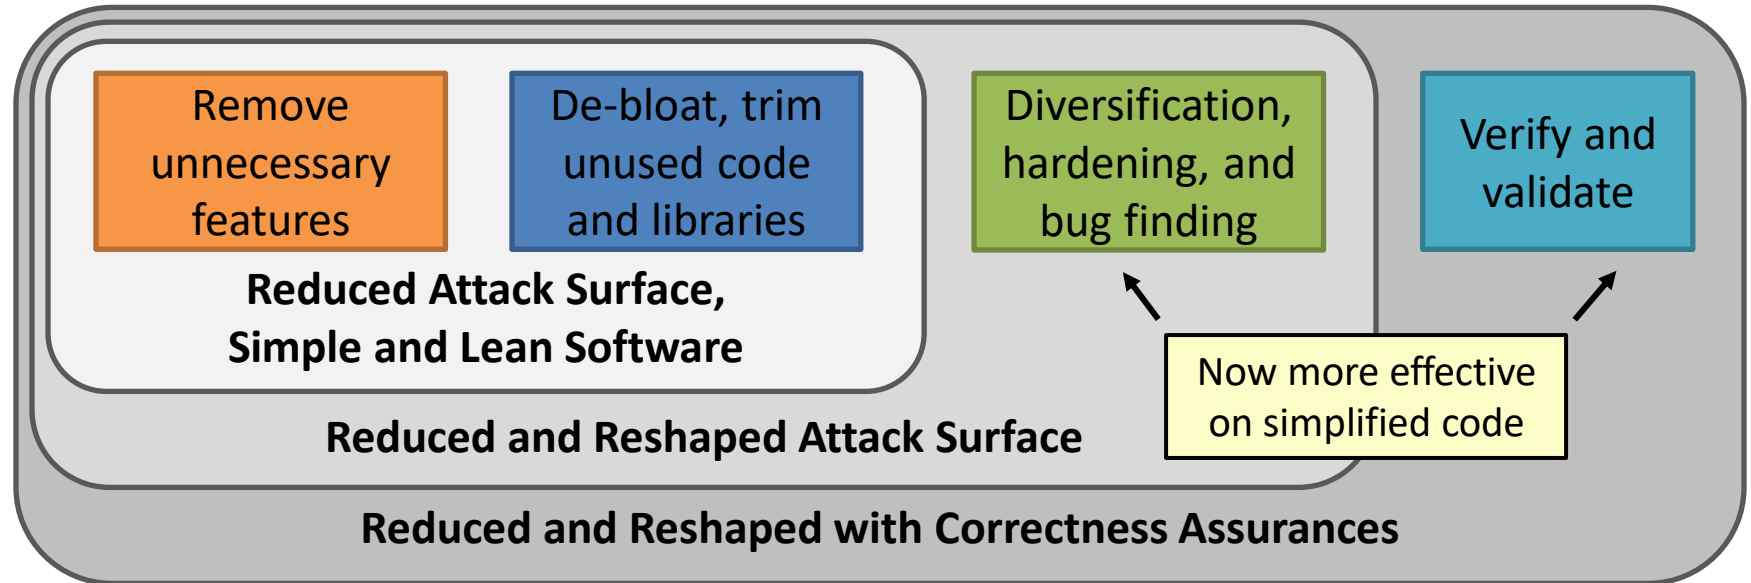 Remove
unnecessary
features
De-bloat, trim
unused code
and libraries
Diversification,
hardening, and
bug finding
Verify and
validate
Reduced Attack Surface,
Simple and Lean Software
Now more effective
on simplified code
Reduced and Reshaped Attack Surface
Reduced and Reshaped with Correctness Assurances